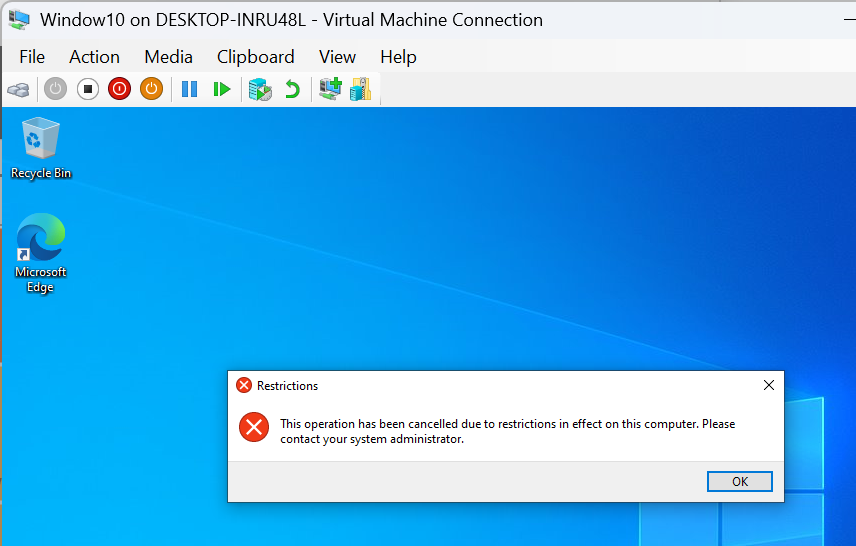 Window10 on DESKTOP-INRU48L - Virtual Machine Connection
File Action Media Clipboard View Help
Recycle Bin
Microsoft
Edge
Restrictions
This operation has been cancelled due to restrictions in effect on this computer. Please
contact your system administrator.
OK